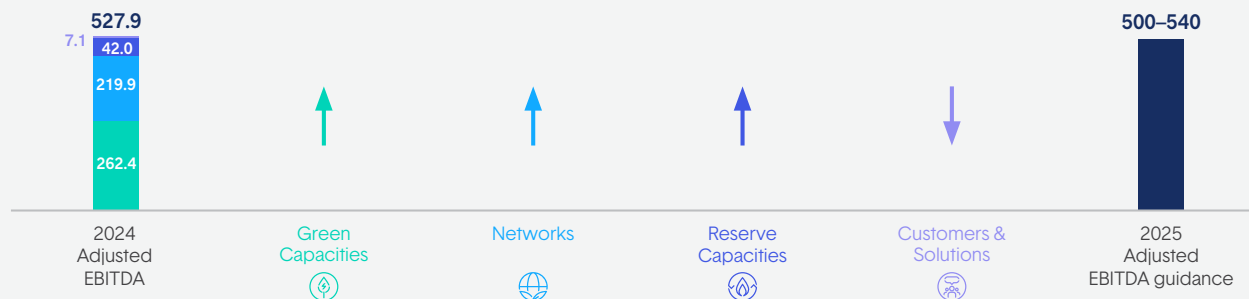 527.9
7.1
42.0
219.9
262.4
2024
Adjusted
EBITDA
Green
Capacities
Networks
Reserve
Capacities
Customers &
Solutions
500–540
2025
Adjusted
EBITDA guidance